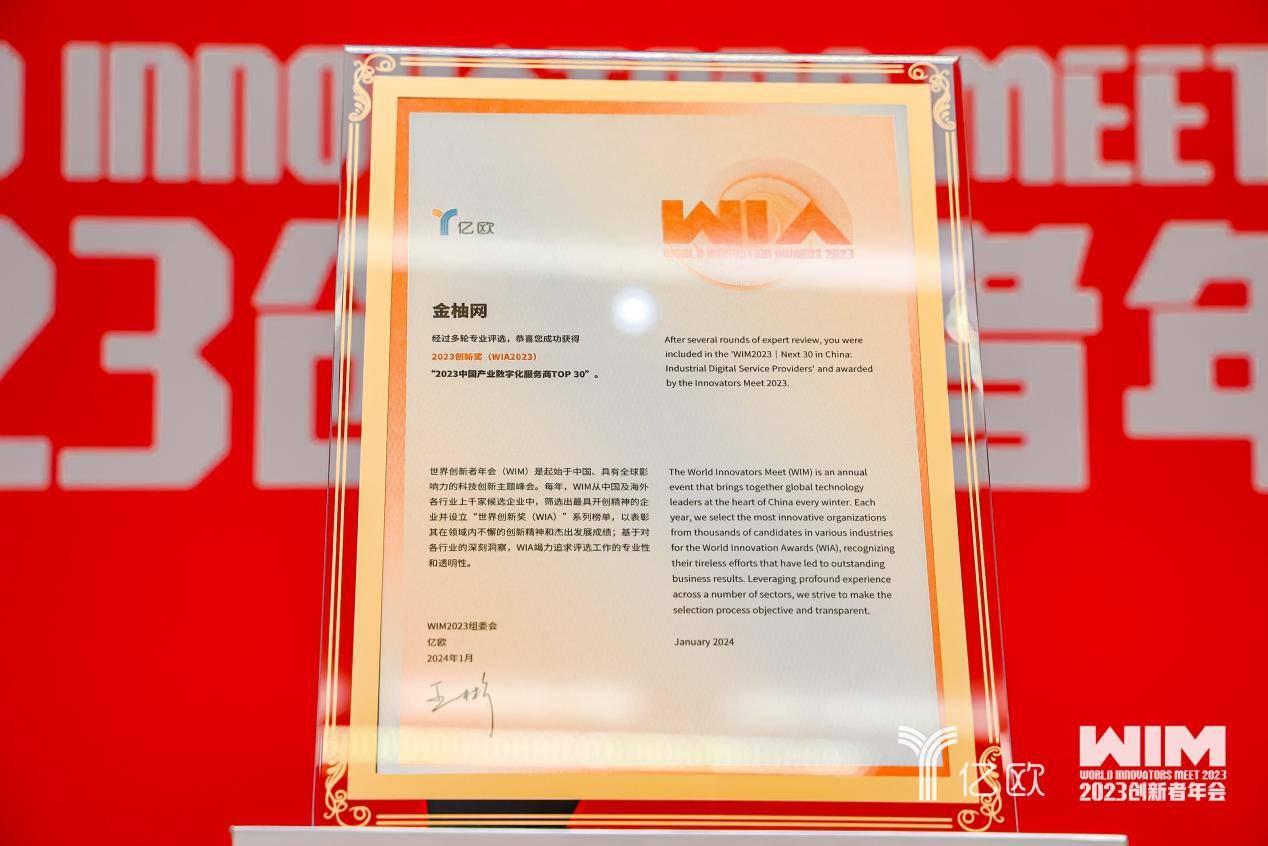 INNO
MEET
23创
者年
亿欧
WIA
WORLD INNOVATION AWARDS 2023
金柚网
经过多轮专业评选，恭喜您成功获得
2023创新奖（WIA2023）
“2023中国产业数字化服务商TOP 30”。
After several rounds of expert review, you were
included in the 'WIM2023｜Next 30 in China:
Industrial Digital Service Providers' and awarded
by the Innovators Meet 2023.
世界创新者年会（WIM）是起始于中国、具有全球影
响力的科技创新主题峰会。每年，WIM从中国及海外
各行业上千家候选企业中，筛选出最具开创精神的企
业并设立“世界创新奖（WIA）”系列榜单，以表彰
其在领域内不懈的创新精神和杰出发展成绩；基于对
各行业的深刻洞察，WIA竭力追求评选工作的专业性
和透明性。
The World Innovators Meet (WIM) is an annual
event that brings together global technology
leaders at the heart of China every winter. Each
year, we select the most innovative organizations
from thousands of candidates in various industries
for the World Innovation Awards (WIA), recognizing
their tireless efforts that have led to outstanding
business results. Leveraging profound experience
across a number of sectors, we strive to make the
selection process objective and transparent.
WIM2023组委会
亿欧
2024年1月
January 2024
王彬
亿欧
WIM
WORLD INNOVATORS MEET 2023
2023创新者年会